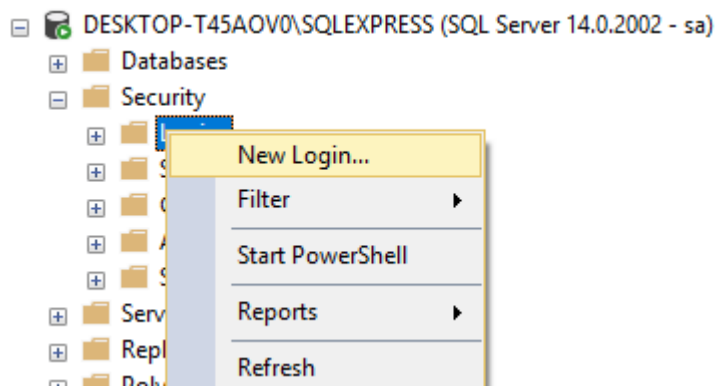 DESKTOP-T45AOV0\SQLEXPRESS (SQL Server 14.0.2002 - sa)
Databases
Security
New Login...
Filter
Start PowerShell
Reports
Refresh